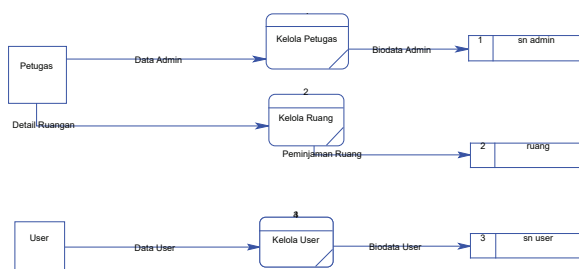 Kelola Petugas
1
sn admin
Biodata Admin
Petugas
Data Admin
2
Kelola Ruang
Detail Ruangan
2
ruang
Peminjaman Ruang
User
Kelola User
3
sn user
Data User
Biodata User